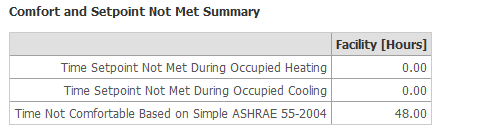 Comfort and Setpoint Not Met Summary
Facility [Hours]
Time Setpoint Not Met During Occupied Heating 0.00
Time Setpoint Not Met During Occupied Cooling 0.00
Time Not Comfortable Based on Simple ASHRAE 55-2004 48.00